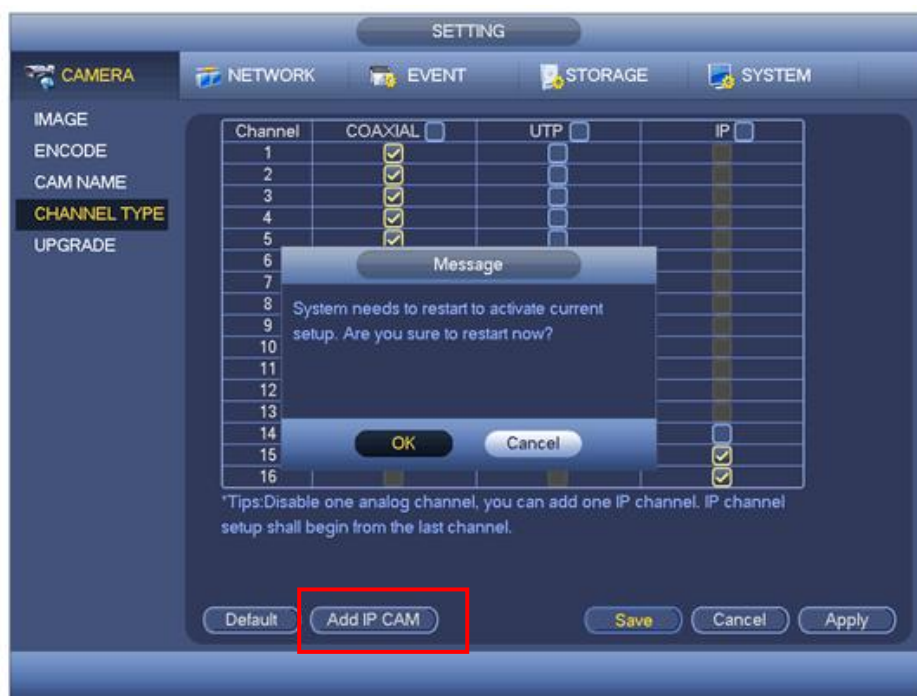 SETTING
CAMERA NETWORK EVENT STORAGE SYSTEM
IMAGE
ENCODE
CAM NAME
CHANNEL TYPE
UPGRADE
Channel COAXIAL UTP IP
1
2
3
4
5
6
7
8
9
10
11
12
13
14
15
16
Message
System needs to restart to activate current
setup. Are you sure to restart now?
OK Cancel
*Tips:Disable one analog channel, you can add one IP channel. IP channel
setup shall begin from the last channel.
Default Add IP CAM Save Cancel Apply